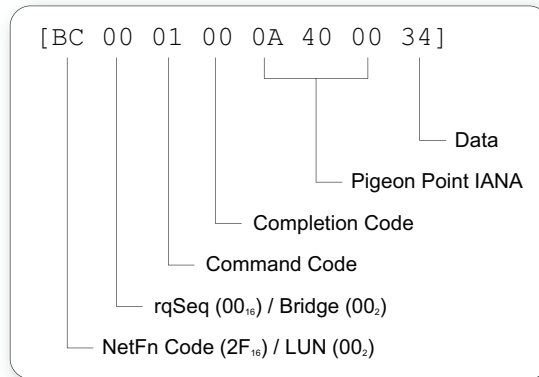 [BC 00 01 00 0A 40 00 34]
Data
Pigeon Point IANA
Completion Code
Command Code
rqSeq (00₁₆) / Bridge (00₂)
NetFn Code (2F₁₆) / LUN (00₂)